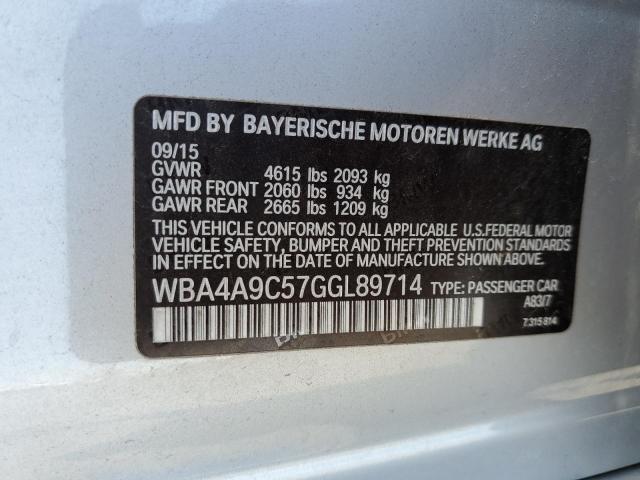 MFD BY BAYERISCHE MOTOREN WERKE AG
09/15
GVWR 4615 lbs 2093 kg
GAWR FRONT 2060 lbs 934 kg
GAWR REAR 2665 lbs 1209 kg
THIS VEHICLE CONFORMS TO ALL APPLICABLE U.S.FEDERAL MOTOR
VEHICLE SAFETY, BUMPER AND THEFT PREVENTION STANDARDS
IN EFFECT ON THE DATE OF MANUFACTURE SHOWN ABOVE.
WBA4A9C57GGL89714 TYPE: PASSENGER CAR
A83/7
7.315 814